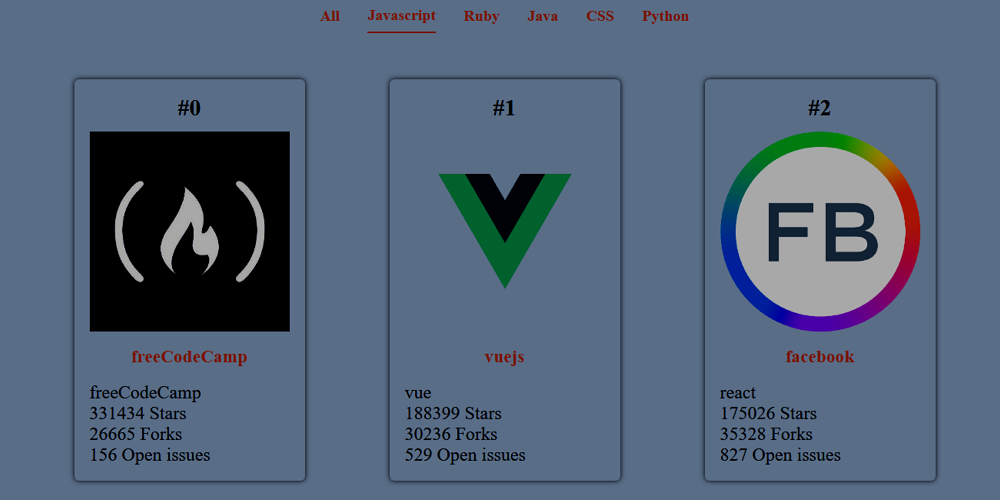 All Javascript Ruby Java CSS Python
#0
FB
#1
#2
freeCodeCamp
vuejs
facebook
freeCodeCamp
331434 Stars
26665 Forks
156 Open issues
vue
188399 Stars
30236 Forks
529 Open issues
react
175026 Stars
35328 Forks
827 Open issues